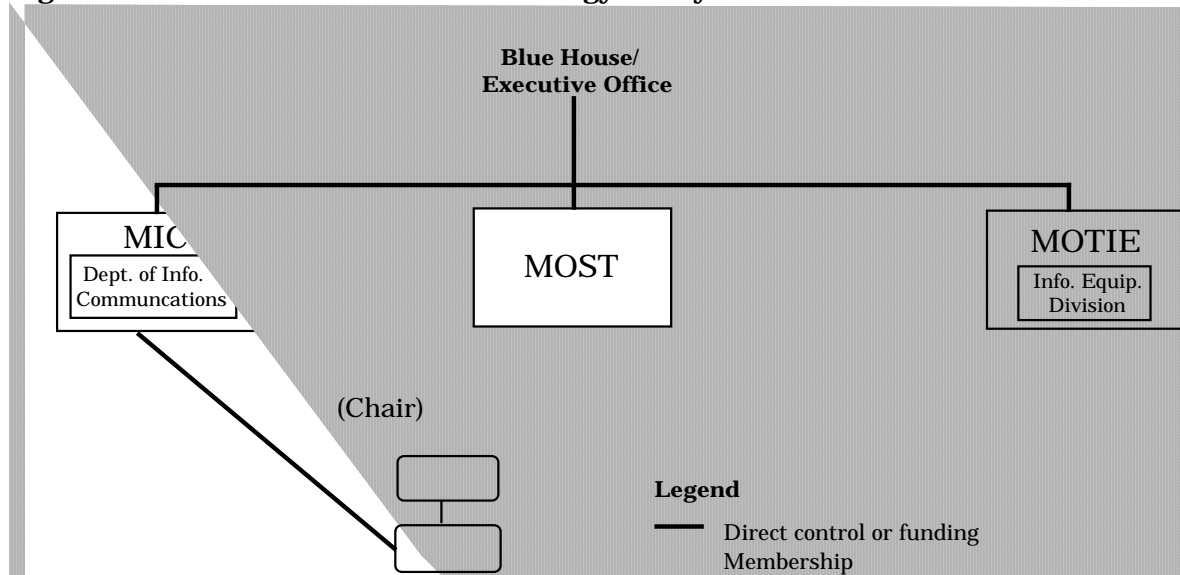 Blue House/
Executive Office
MIC
Dept. of Info.
Communcations
MOST
MOTIE
Info. Equip.
Division
(Chair)
Legend
Direct control or funding
Membership